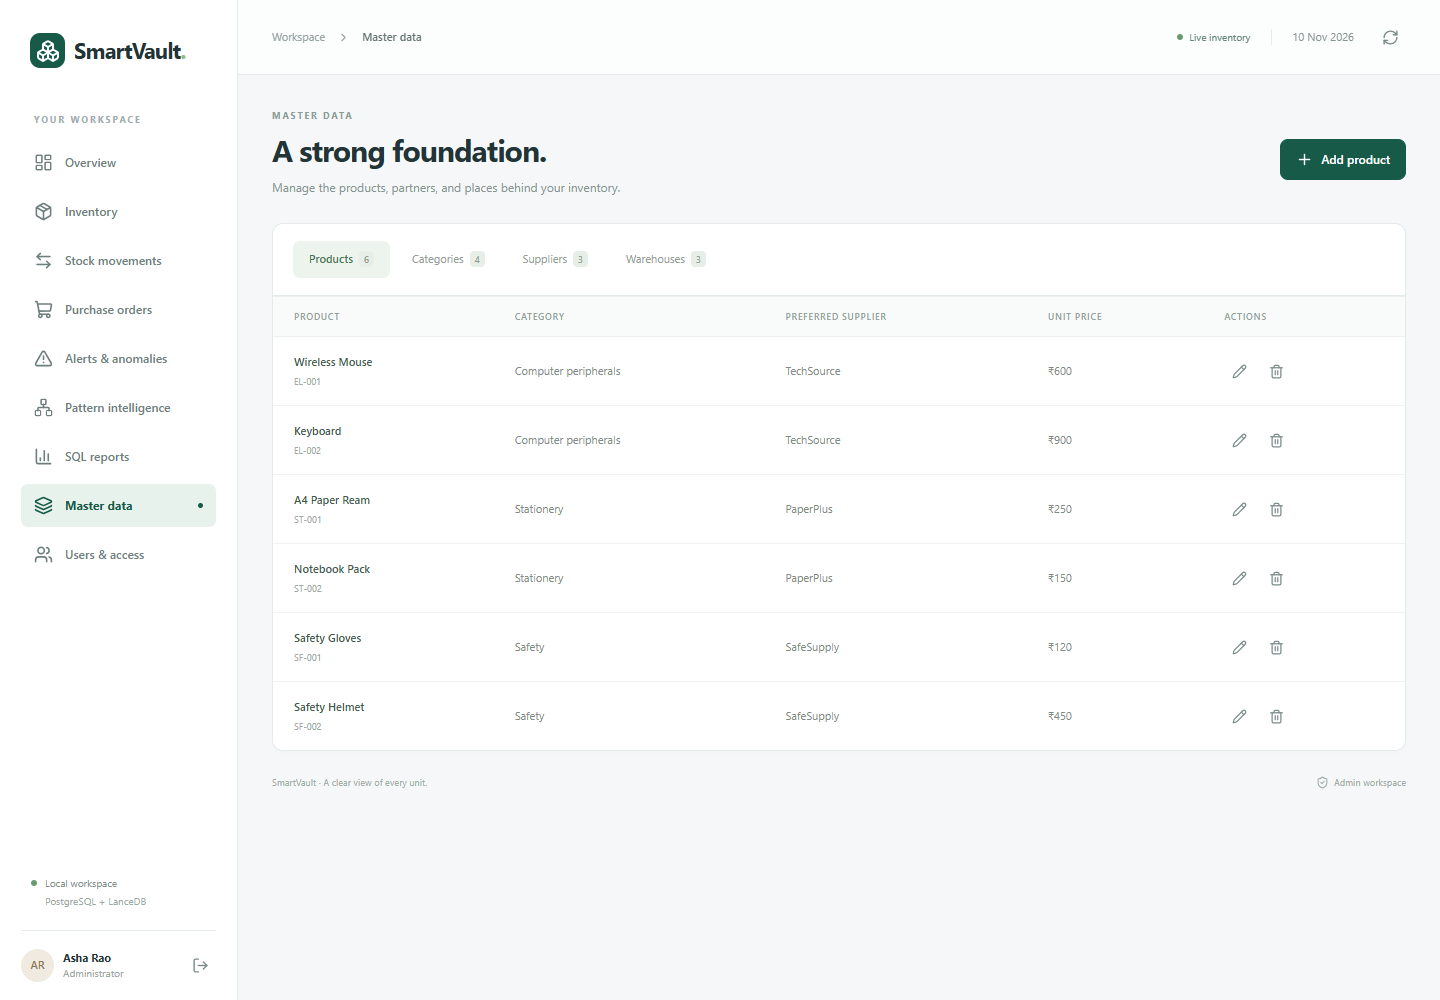 SmartVault.
YOUR WORKSPACE
Overview
Inventory
Stock movements
Purchase orders
Alerts & anomalies
Pattern intelligence
SQL reports
Master data
Users & access
Local workspace
PostgreSQL + LanceDB
AR
Asha Rao
Administrator
Workspace > Master data
Live inventory
10 Nov 2026
MASTER DATA
A strong foundation.
Manage the products, partners, and places behind your inventory.
Add product
Products 6 Categories 4 Suppliers 3 Warehouses 3
PRODUCT CATEGORY PREFERRED SUPPLIER UNIT PRICE ACTIONS
Wireless Mouse
EL-001
Computer peripherals TechSource ₹600
Keyboard
EL-002
Computer peripherals TechSource ₹900
A4 Paper Ream
ST-001
Stationery PaperPlus ₹250
Notebook Pack
ST-002
Stationery PaperPlus ₹150
Safety Gloves
SF-001
Safety SafeSupply ₹120
Safety Helmet
SF-002
Safety SafeSupply ₹450
SmartVault · A clear view of every unit.
Admin workspace